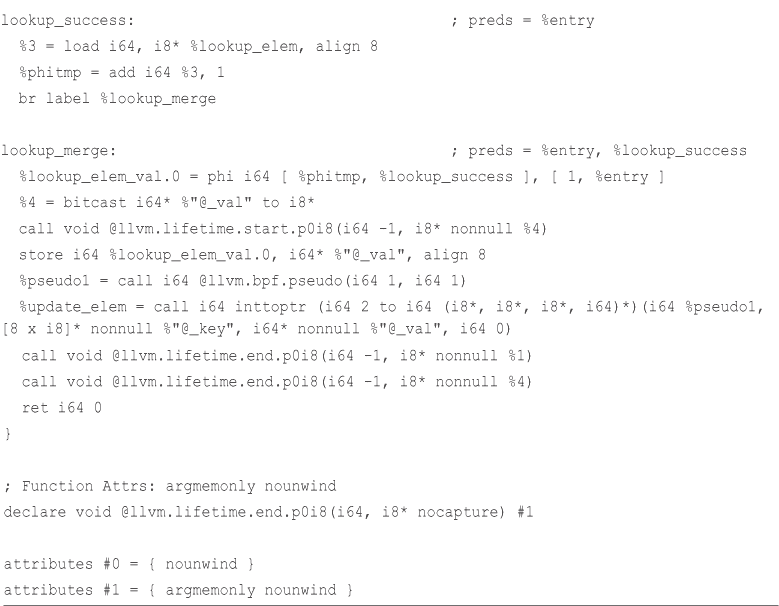 lookup_success:                                   ; preds = %entry
  %3 = load i64, i8* %lookup_elem, align 8
  %phitmp = add i64 %3, 1
  br label %lookup_merge

lookup_merge:                                     ; preds = %entry, %lookup_success
  %lookup_elem_val.0 = phi i64 [ %phitmp, %lookup_success ], [ 1, %entry ]
  %4 = bitcast i64* %"@_val" to i8*
  call void @llvm.lifetime.start.p0i8(i64 -1, i8* nonnull %4)
  store i64 %lookup_elem_val.0, i64* %"@_val", align 8
  %pseudo1 = call i64 @llvm.bpf.pseudo(i64 1, i64 1)
  %update_elem = call i64 inttoptr (i64 2 to i64 (i8*, i8*, i8*, i64)*)(i64 %pseudo1,
[8 x i8]* nonnull %"@_key", i64* nonnull %"@_val", i64 0)
  call void @llvm.lifetime.end.p0i8(i64 -1, i8* nonnull %1)
  call void @llvm.lifetime.end.p0i8(i64 -1, i8* nonnull %4)
  ret i64 0
}

; Function Attrs: argmemonly nounwind
declare void @llvm.lifetime.end.p0i8(i64, i8* nocapture) #1

attributes #0 = { nounwind }
attributes #1 = { argmemonly nounwind }